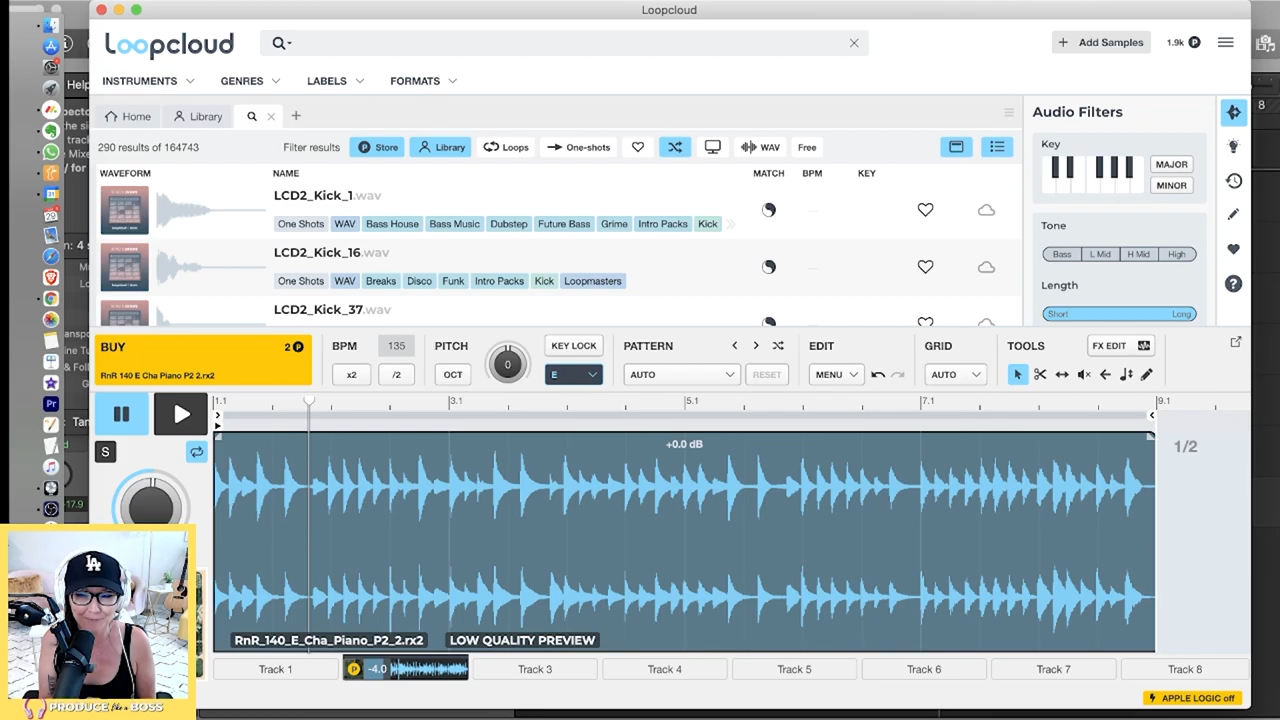 Loopcloud
Help
Loopcloud
Add Samples
1.9k
INSTRUMENTS
GENRES
LABELS
FORMATS
8
Home
Library
Audio Filters
290 results of 164743
Filter results
Store
Library
Loops
One-shots
WAV
Free
Key
MAJOR
MINOR
WAVEFORM
NAME
MATCH
BPM
KEY
LCD2_Kick_1.wav
One Shots WAV Bass House Bass Music Dubstep Future Bass Grime Intro Packs Kick
Tone
Bass L Mid H Mid High
LCD2_Kick_16.wav
One Shots WAV Breaks Disco Funk Intro Packs Kick Loopmasters
Length
Short Long
LCD2_Kick_37.wav
BUY 2
RnR 140 E Cha Piano P2 2.rx2
BPM 135
x2 /2
PITCH
OCT
0
KEY LOCK
E
PATTERN
AUTO
RESET
EDIT
MENU
GRID
AUTO
TOOLS
FX EDIT
1.1 3.1 5.1 7.1 9.1
S
+0.0 dB
1/2
-17.9
RnR_140_E_Cha_Piano_P2_2.rx2 LOW QUALITY PREVIEW
Track 1 -4.0 Track 3 Track 4 Track 5 Track 6 Track 7 Track 8
APPLE LOGIC off
LA
PRODUCE like a BOSS